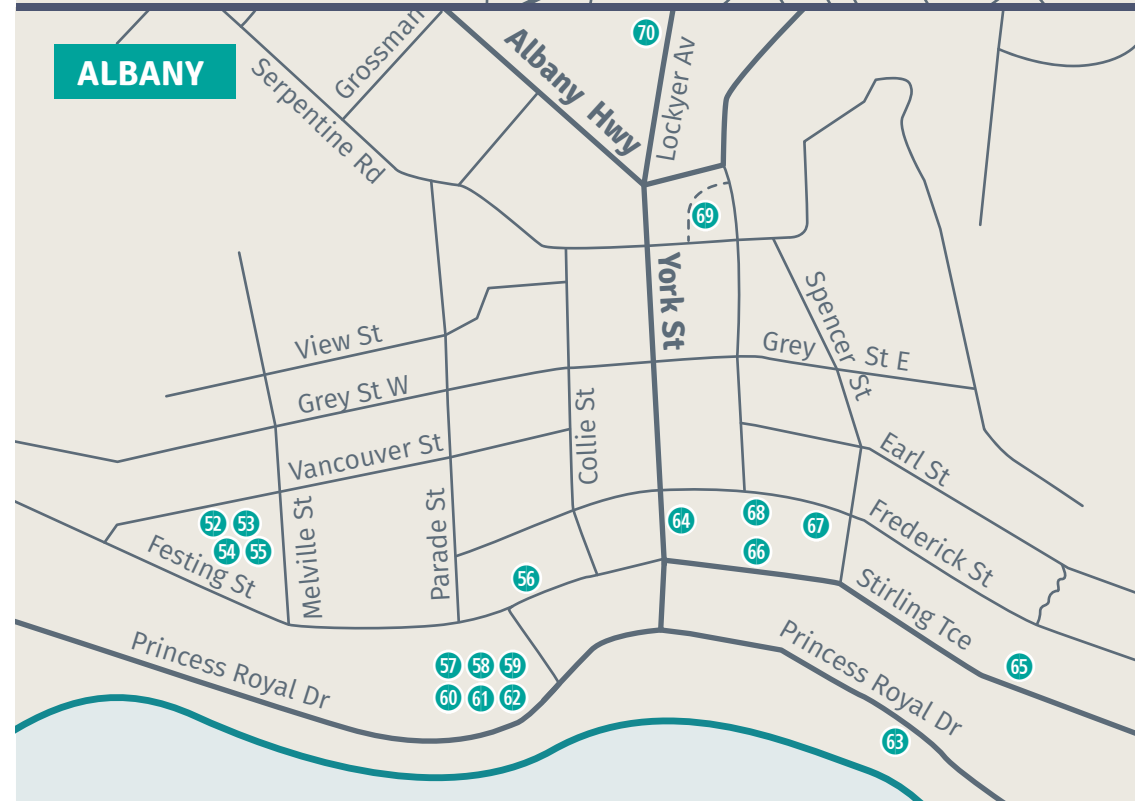 70
ALBANY
Grossman
Albany Hwy
Lockyer Av
Serpentine Rd
69
York St
Spencer St
View St
Grey St E
Grey St W
Collie St
Vancouver St
Earl St
52 53
54 55
Festing St
Melville St
Parade St
56
64
68
67
66
Frederick St
Stirling Tce
Princess Royal Dr
57 58 59
60 61 62
Princess Royal Dr
65
63